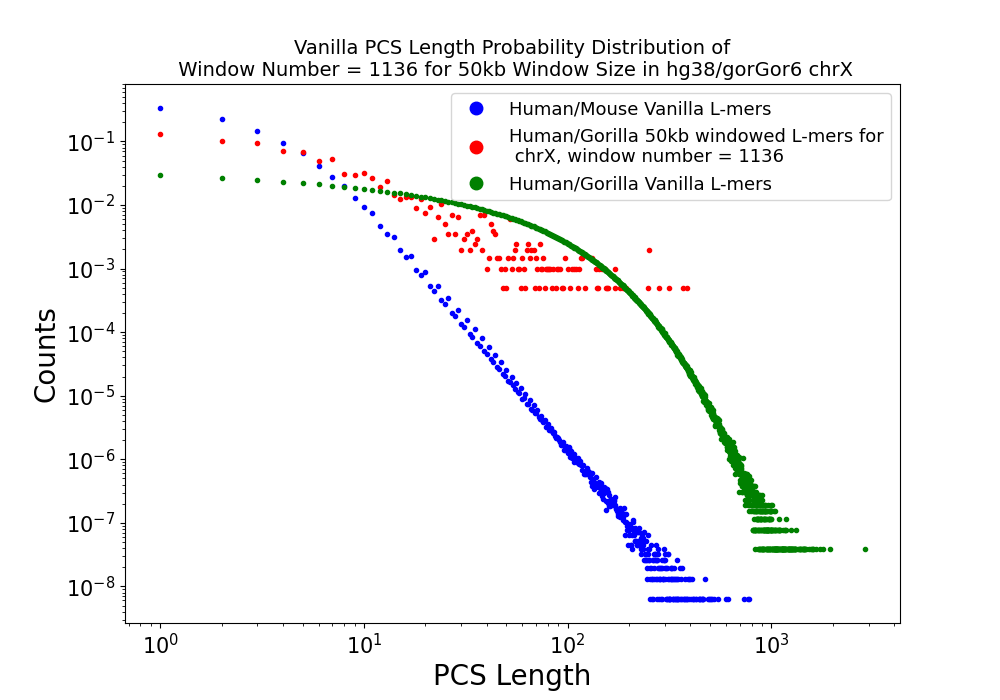 Vanilla PCS Length Probability Distribution of
Window Number = 1136 for 50kb Window Size in hg38/gorGor6 chrX
Human/Mouse Vanilla L-mers
Human/Gorilla 50kb windowed L-mers for
chrX, window number = 1136
Human/Gorilla Vanilla L-mers
Counts
10⁻¹
10⁻²
10⁻³
10⁻⁴
10⁻⁵
10⁻⁶
10⁻⁷
10⁻⁸
10⁰ 10¹ 10² 10³
PCS Length